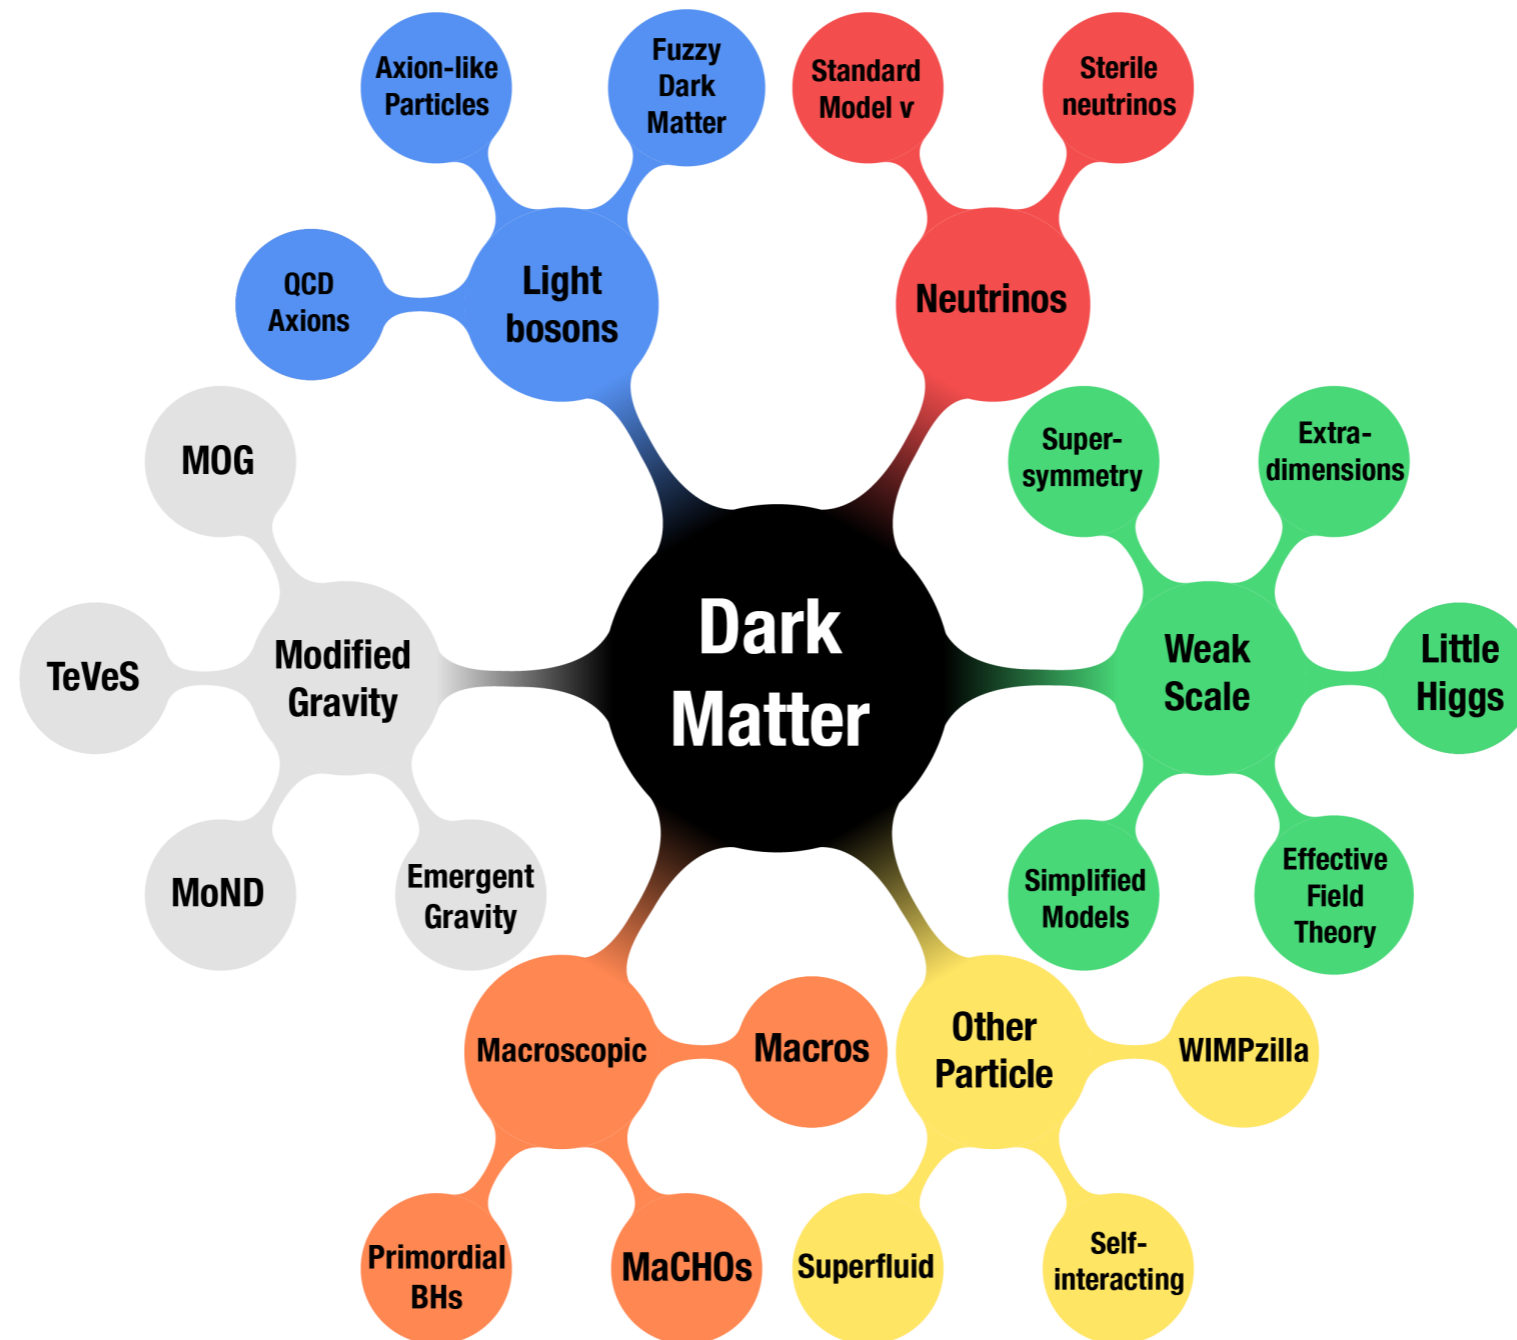 Axion-like
Particles
Fuzzy
Dark
Matter
Standard
Model ν
Sterile
neutrinos
QCD
Axions
Light
bosons
Neutrinos
MOG
Super-
symmetry
Extra-
dimensions
TeVeS
Modified
Gravity
Dark
Matter
Weak
Scale
Little
Higgs
MoND
Emergent
Gravity
Simplified
Models
Effective
Field
Theory
Macroscopic
Macros
Other
Particle
WIMPzilla
Primordial
BHs
MaCHOs
Superfluid
Self-
interacting